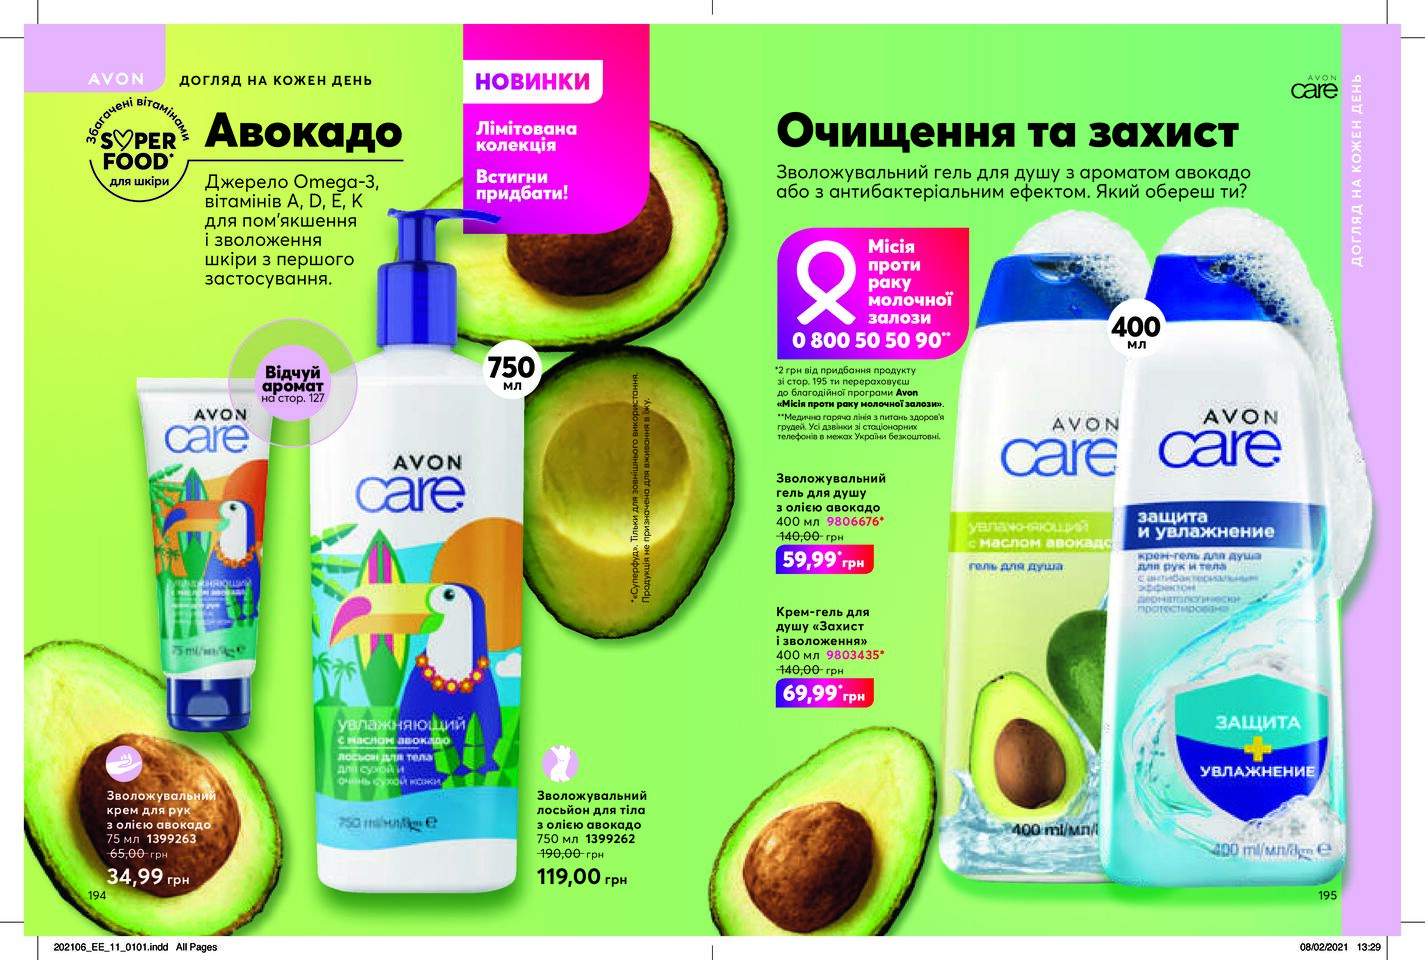 AVON
ДОГЛЯД НА КОЖЕН ДЕНЬ
Збагачені вітамінами
SUPER
FOOD*
для шкіри
Авокадо
Джерело Omega-3,
вітамінів A, D, E, K
для пом’якшення
і зволоження
шкіри з першого
застосування.
НОВИНКИ
Лімітована
колекція
Встигни
придбати!
Відчуй
аромат
на стор. 127
750
мл
AVON
care
увлажняющий
с маслом авокадо
75 ml/мл/
AVON
care
увлажняющий
с маслом авокадо
лосьон для тела
для сухой и
очень сухой кожи
750 ml/мл/
*«Суперфуд». Тільки для зовнішнього використання.
Продукція не призначена для вживання в їжу.
Зволожувальний
крем для рук
з олією авокадо
75 мл 1399263
65,00 грн
34,99 грн
194
Зволожувальний
лосьйон для тіла
з олією авокадо
750 мл 1399262
190,00 грн
119,00 грн
AVON
care
ДОГЛЯД НА КОЖЕН ДЕНЬ
Очищення та захист
Зволожувальний гель для душу з ароматом авокадо
або з антибактеріальним ефектом. Який обереш ти?
Місія
проти
раку
молочної
залози
0 800 50 50 90**
*2 грн від придбання продукту
зі стор. 195 ти перераховуєш
до благодійної програми Avon
«Місія проти раку молочної залози».
**Медична гаряча лінія з питань здоров’я
грудей. Усі дзвінки зі стаціонарних
телефонів в межах України безкоштовні.
Зволожувальний
гель для душу
з олією авокадо
400 мл 9806676*
140,00 грн
59,99* грн
Крем-гель для
душу «Захист
і зволоження»
400 мл 9803435*
140,00 грн
69,99* грн
400
мл
AVON
care
увлажняющий
с маслом авокадо
гель для душа
400 ml/мл/
AVON
care
защита
и увлажнение
крем-гель для душа
для рук и тела
с антибактериальным
эффектом
дерматологически
протестировано
ЗАЩИТА
УВЛАЖНЕНИЕ
400 ml/мл/
195
202106_EE_11_0101.indd All Pages
08/02/2021 13:29